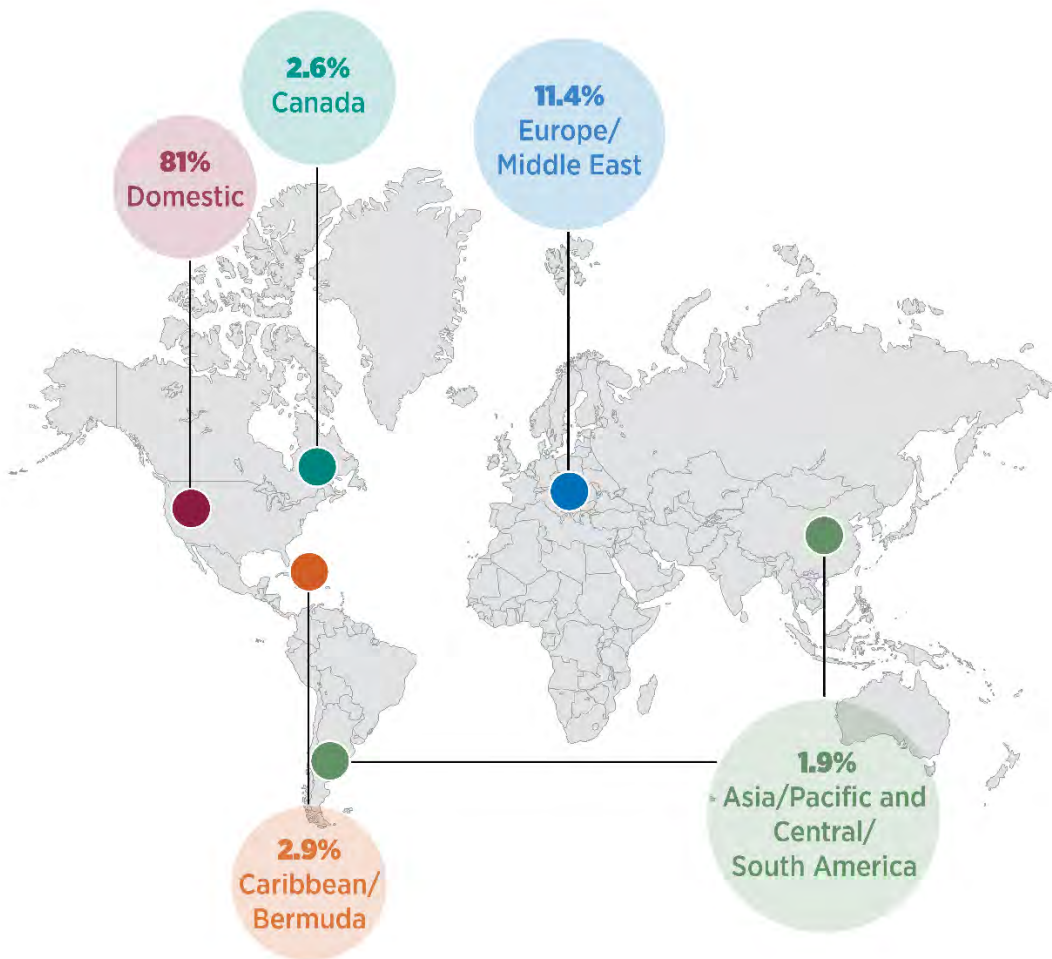 2.6%
Canada
81%
Domestic
11.4%
Europe/
Middle East
2.9%
Caribbean/
Bermuda
1.9%
Asia/Pacific and
Central/
South America